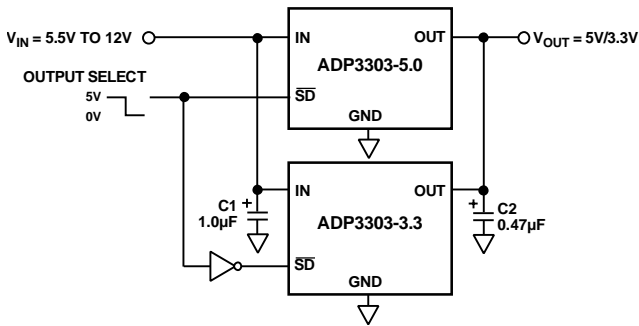 V_IN = 5.5V TO 12V
IN
OUT
V_OUT = 5V/3.3V
ADP3303-5.0
OUTPUT SELECT
5V
0V
SD
GND
IN
OUT
C1
1.0µF
+
ADP3303-3.3
+
C2
0.47µF
SD
GND